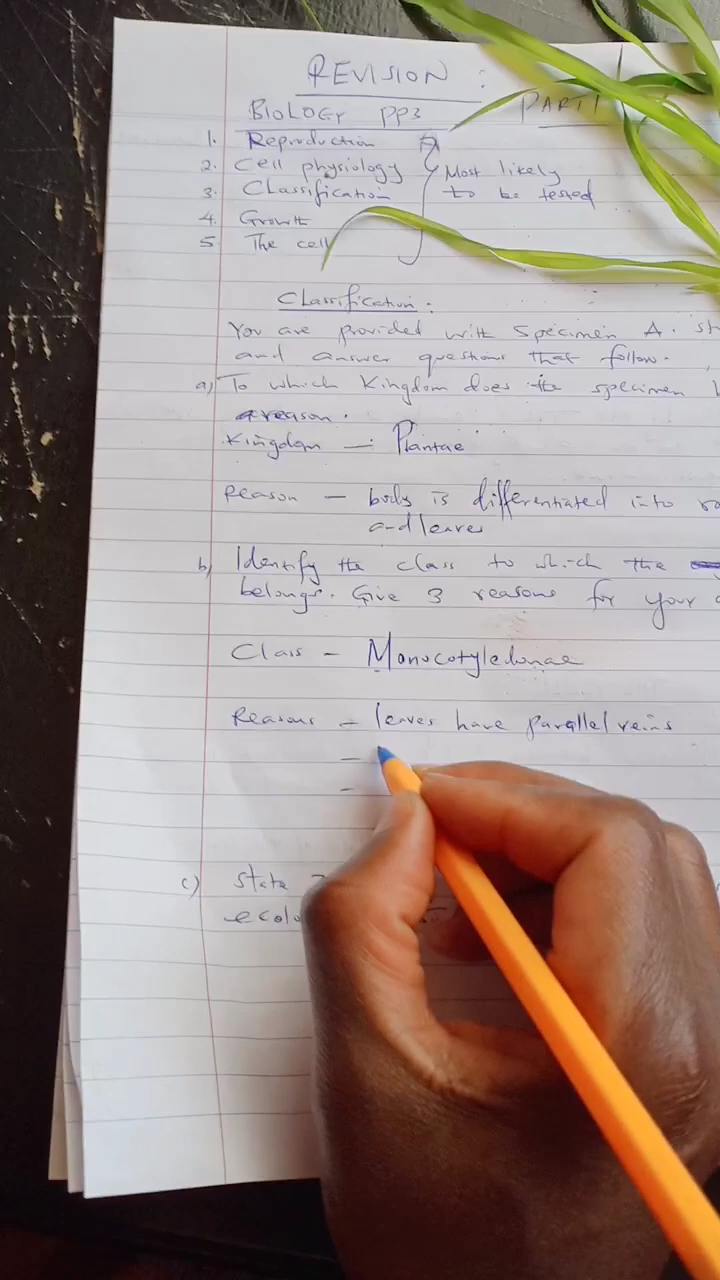 REVISION :
BIOLOGY PP3 PART 1
1. Reproduction
2. Cell physiology
3. Classification
4. Growth
5. The cell
Most likely
to be tested
Classification.
You are provided with specimen A.
and answer questions that follow.
a) To which Kingdom does the specimen
a reason.
Kingdom — Plantae
Reason — body is differentiated into
and leaves
b) Identify the class to which the
belongs. Give 3 reasons for your
Class — Monocotyledonae
Reasons — leaves have parallel veins
—
—
c) State